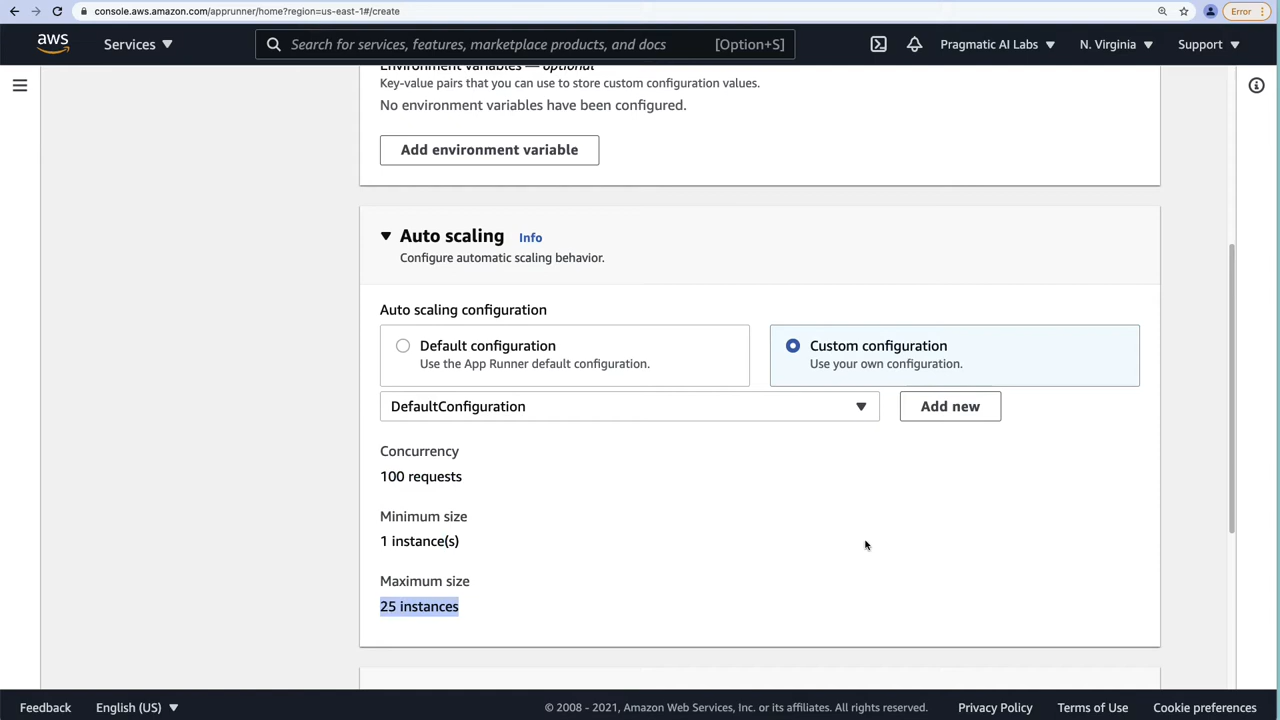 console.aws.amazon.com/apprunner/home?region=us-east-1#/create
Error
aws
Services
Search for services, features, marketplace products, and docs
[Option+S]
Pragmatic AI Labs
N. Virginia
Support
Environment variables — optional
Key-value pairs that you can use to store custom configuration values.
No environment variables have been configured.
Add environment variable
Auto scaling
Info
Configure automatic scaling behavior.
Auto scaling configuration
Default configuration
Use the App Runner default configuration.
Custom configuration
Use your own configuration.
DefaultConfiguration
Add new
Concurrency
100 requests
Minimum size
1 instance(s)
Maximum size
25 instances
Feedback
English (US)
© 2008 - 2021, Amazon Web Services, Inc. or its affiliates. All rights reserved.
Privacy Policy
Terms of Use
Cookie preferences